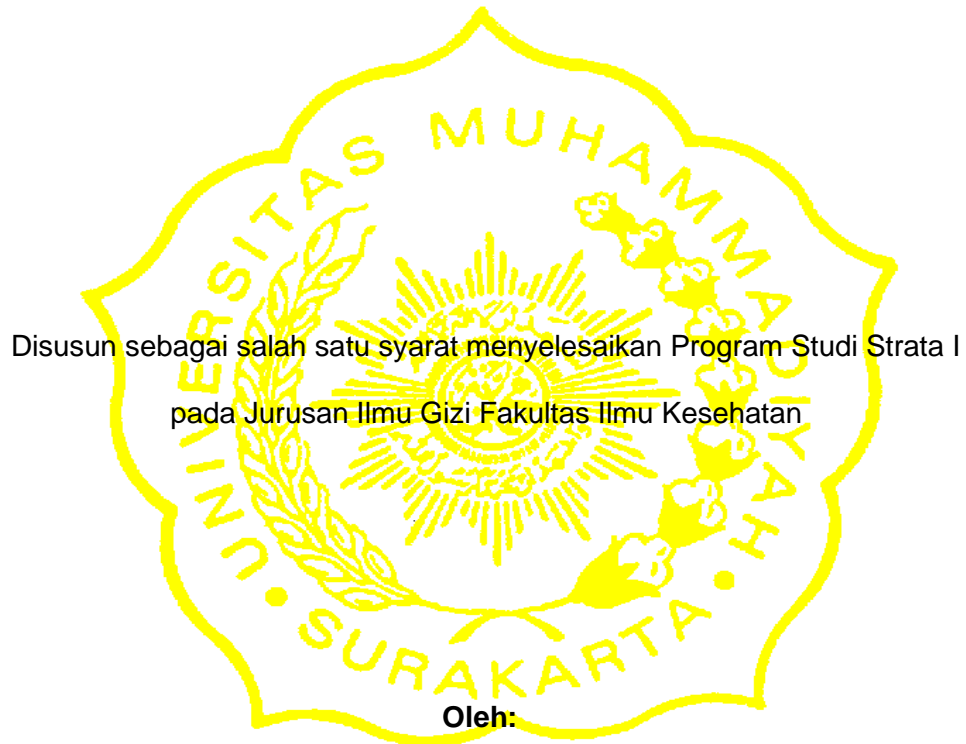 UNIVERSITAS MUHAMMADIYAH
SURAKARTA
Disusun sebagai salah satu syarat menyelesaikan Program Studi Strata I
pada Jurusan Ilmu Gizi Fakultas Ilmu Kesehatan
Oleh: